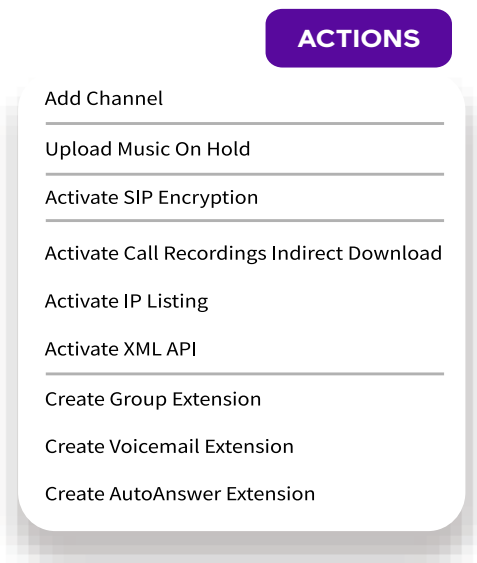 ACTIONS
Add Channel
Upload Music On Hold
Activate SIP Encryption
Activate Call Recordings Indirect Download
Activate IP Listing
Activate XML API
Create Group Extension
Create Voicemail Extension
Create AutoAnswer Extension